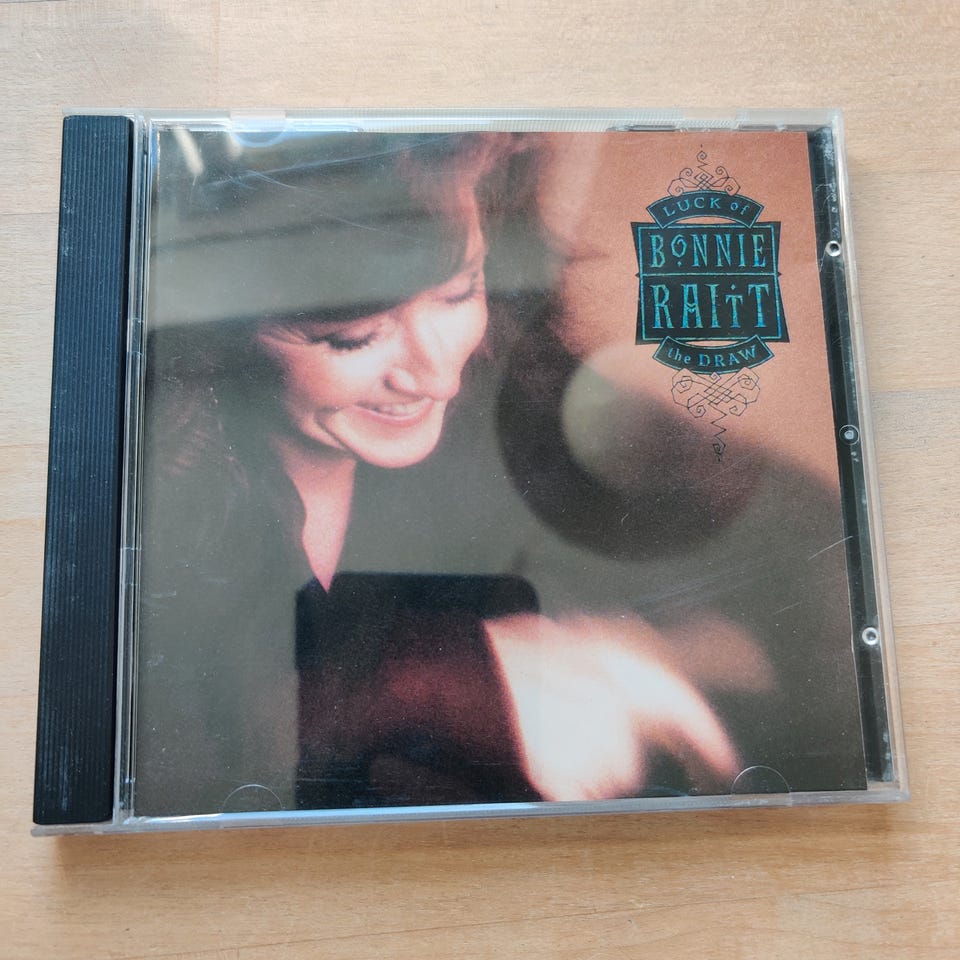 LUCK of
BONNIE
RAITT
the DRAW